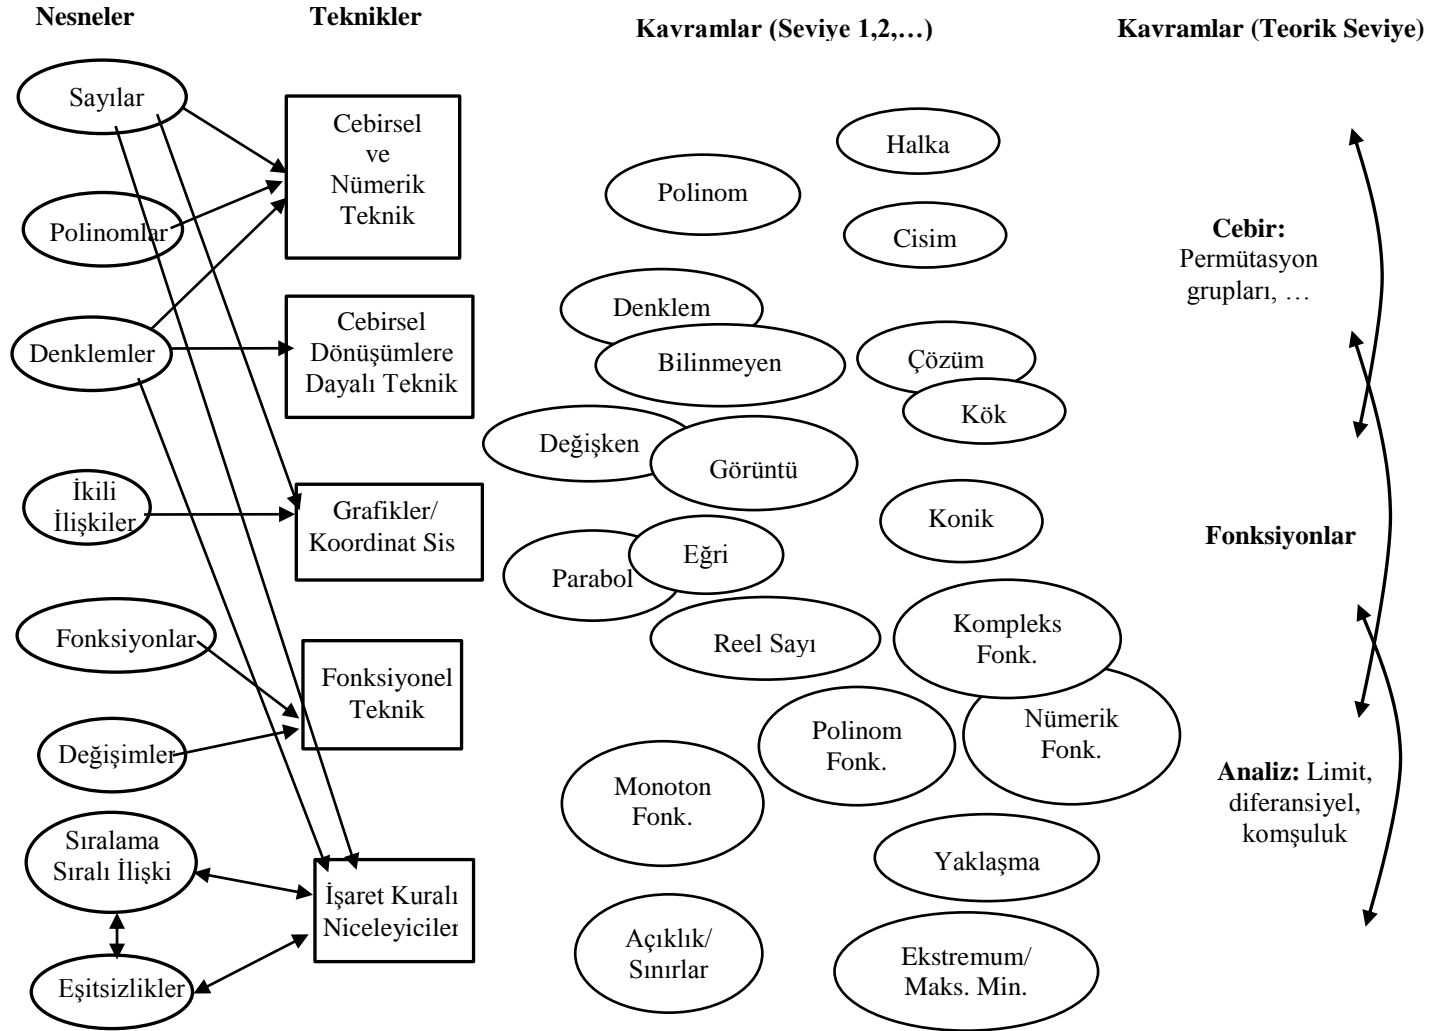 Nesneler
Teknikler
Kavramlar (Seviye 1,2,…)
Kavramlar (Teorik Seviye)
Sayılar
Polinomlar
Denklemler
İkili
İlişkiler
Fonksiyonlar
Değişimler
Sıralama
Sıralı İlişki
Eşitsizlikler
Cebirsel
ve
Nümerik
Teknik
Cebirsel
Dönüşümlere
Dayalı Teknik
Grafikler/
Koordinat Sis
Fonksiyonel
Teknik
İşaret Kuralı
Niceleyiciler
Polinom
Halka
Cisim
Denklem
Bilinmeyen
Çözüm
Kök
Değişken
Görüntü
Konik
Eğri
Parabol
Reel Sayı
Kompleks
Fonk.
Polinom
Fonk.
Nümerik
Fonk.
Monoton
Fonk.
Yaklaşma
Açıklık/
Sınırlar
Ekstremum/
Maks. Min.
Cebir:
Permütasyon
grupları, …
Fonksiyonlar
Analiz: Limit,
diferansiyel,
komşuluk